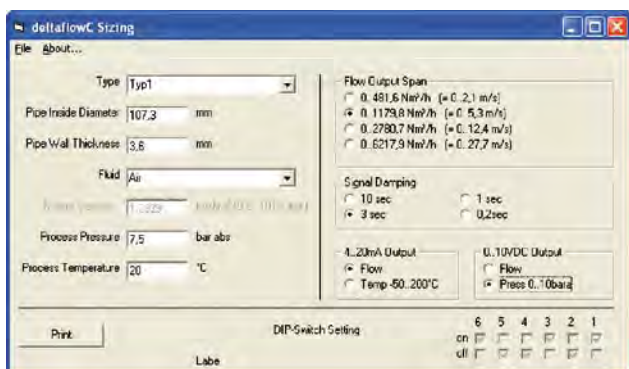 deltaflowC Sizing
File About...
Type Typ1
Pipe Inside Diameter 107,3 mm
Pipe Wall Thickness 3,6 mm
Fluid Air
Process Pressure 7,5 bar abs
Process Temperature 20 °C
Flow Output Span
0..481,6 Nm³/h (= 0..2,1 m/s)
0..1179,8 Nm³/h (= 0..5,3 m/s)
0..2780,7 Nm³/h (= 0..12,4 m/s)
0..6217,9 Nm³/h (= 0..27,7 m/s)
Signal Damping
10 sec 1 sec
3 sec 0,2sec
4..20mA Output
Flow
Temp -50..200°C
0..10VDC Output
Flow
Press 0..10bara
Print
DIP-Switch Setting
6 5 4 3 2 1
on
off
Labe